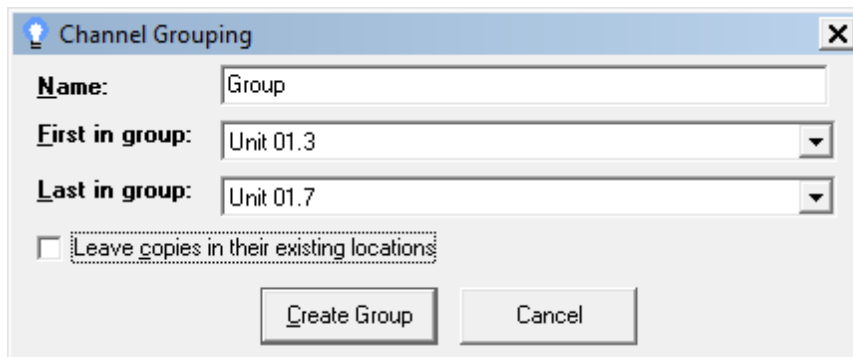 Channel Grouping
Name: Group
First in group: Unit 01.3
Last in group: Unit 01.7
Leave copies in their existing locations
Create Group Cancel